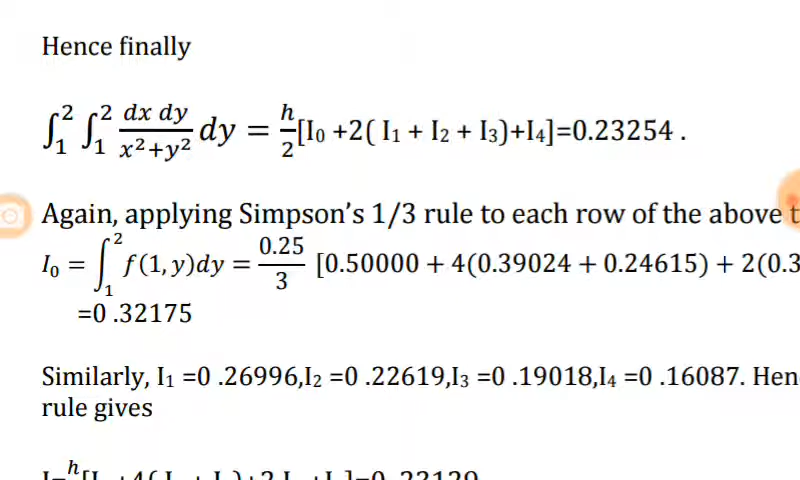 Hence finally
∫₁² ∫₁² dx dy / x²+y² dy = h/2 [I₀ +2( I₁ + I₂ + I₃)+I₄]=0.23254 .
Again, applying Simpson's 1/3 rule to each row of the above
I₀ = ∫₁² f(1, y)dy = 0.25/3 [0.50000 + 4(0.39024 + 0.24615) + 2(0.3
=0 .32175
Similarly, I₁ =0 .26996,I₂ =0 .22619,I₃ =0 .19018,I₄ =0 .16087.
rule gives